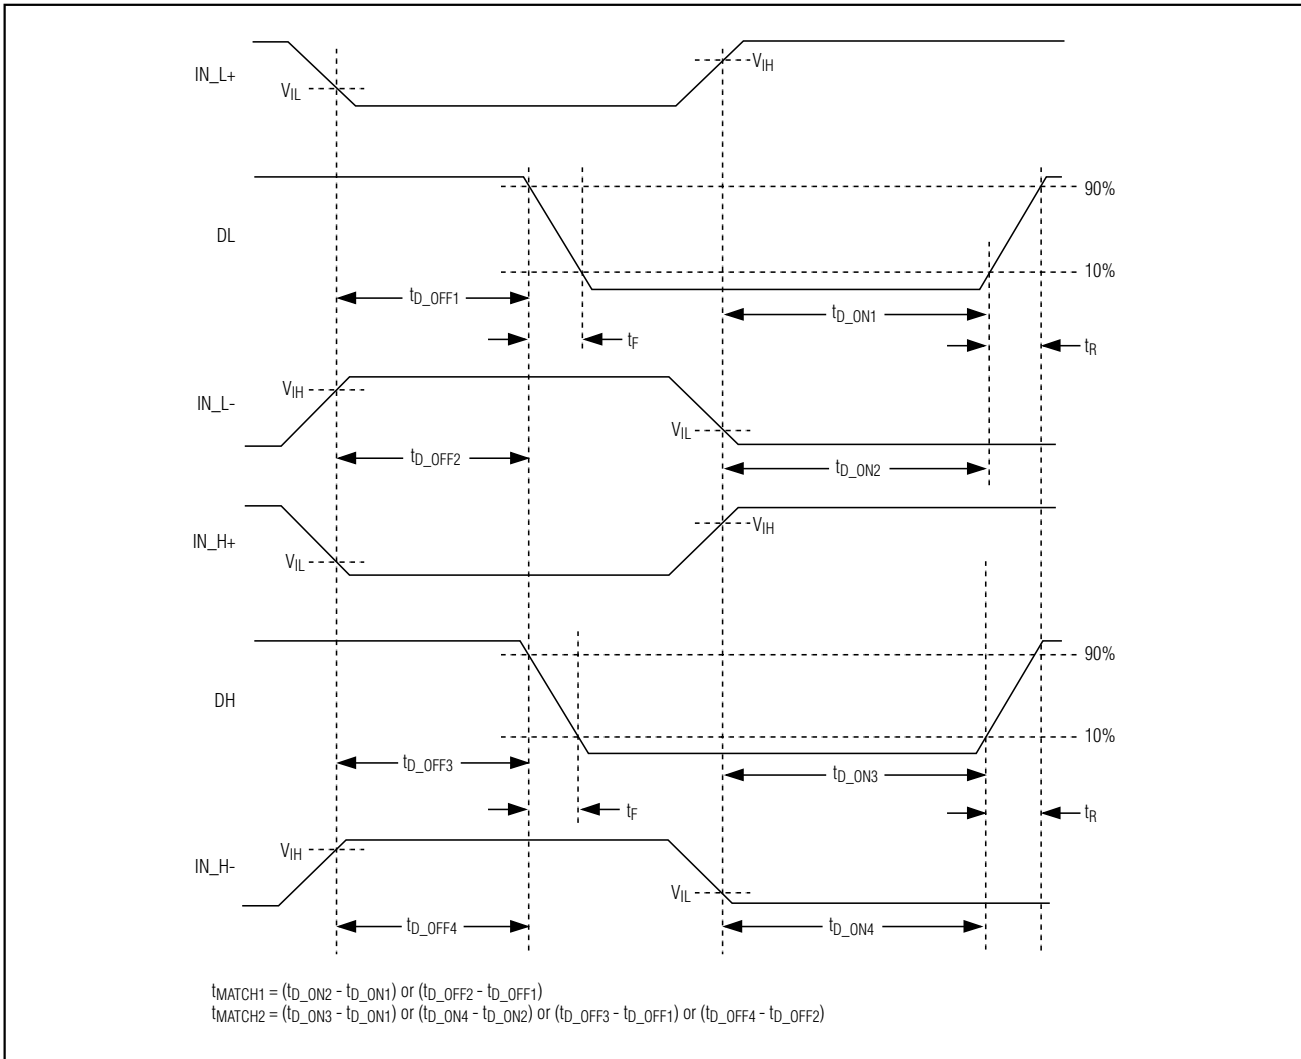 IN_L+
VIL
VIH
DL
90%
10%
tD_OFF1
tD_ON1
tF
tR
IN_L-
VIH
VIL
tD_OFF2
tD_ON2
IN_H+
VIL
VIH
DH
90%
10%
tD_OFF3
tD_ON3
tF
tR
IN_H-
VIH
VIL
tD_OFF4
tD_ON4
tMATCH1 = (tD_ON2 - tD_ON1) or (tD_OFF2 - tD_OFF1)
tMATCH2 = (tD_ON3 - tD_ON1) or (tD_ON4 - tD_ON2) or (tD_OFF3 - tD_OFF1) or (tD_OFF4 - tD_OFF2)